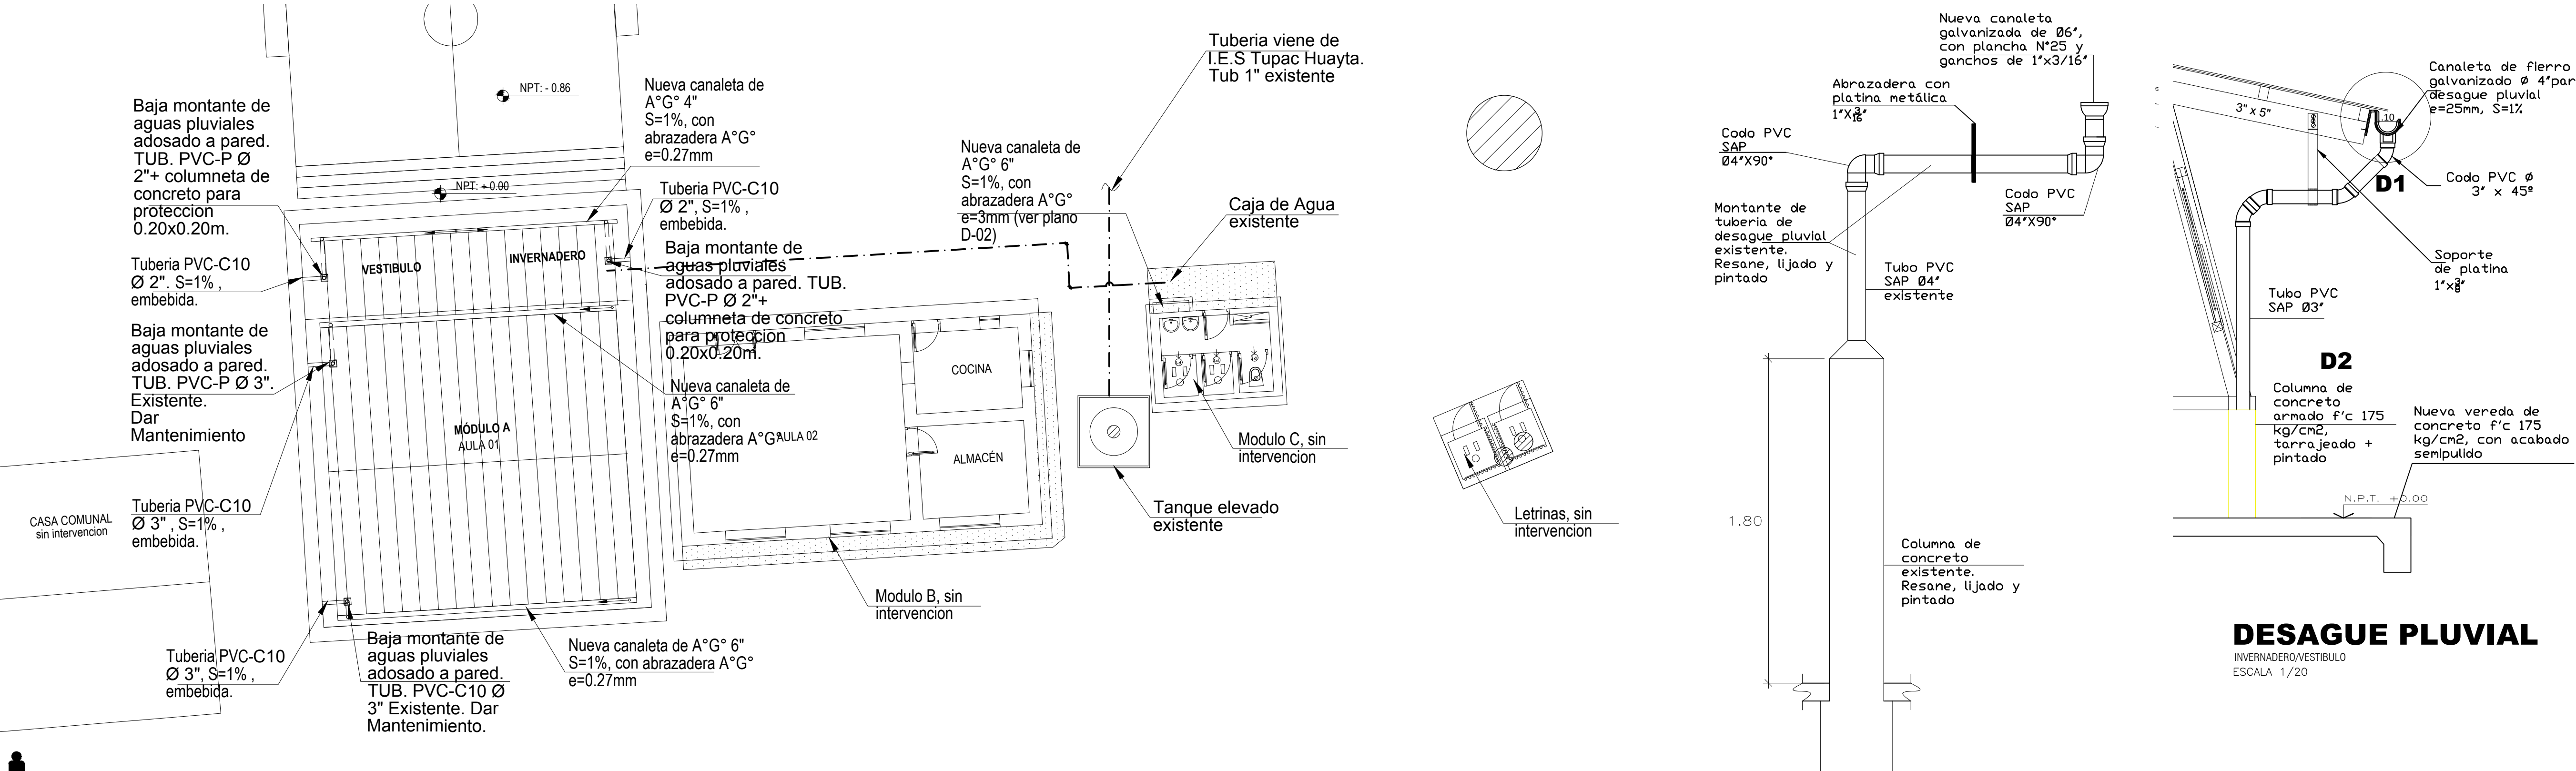 NPT: - 0.86
NPT: + 0.00
Baja montante de
aguas pluviales
adosado a pared.
TUB. PVC-P Ø
2"+ columneta de
concreto para
proteccion
0.20x0.20m.
Tuberia PVC-C10
Ø 2". S=1% ,
embebida.
Baja montante de
aguas pluviales
adosado a pared.
TUB. PVC-P Ø 3".
Existente.
Dar
Mantenimiento
Tuberia PVC-C10
Ø 3" , S=1% ,
embebida.
CASA COMUNAL
sin intervencion
Tuberia PVC-C10
Ø 3", S=1% ,
embebida.
Baja montante de
aguas pluviales
adosado a pared.
TUB. PVC-C10 Ø
3" Existente. Dar
Mantenimiento.
VESTIBULO
INVERNADERO
MÓDULO A
AULA 01
Nueva canaleta de
A°G° 4"
S=1%, con
abrazadera A°G°
e=0.27mm
Tuberia PVC-C10
Ø 2", S=1% ,
embebida.
Baja montante de
aguas pluviales
adosado a pared. TUB.
PVC-P Ø 2"+
columneta de concreto
para proteccion
0.20x0.20m.
Nueva canaleta de
A°G° 6"
S=1%, con
abrazadera A°G°
e=0.27mm
AULA 02
Nueva canaleta de A°G° 6"
S=1%, con abrazadera A°G°
e=0.27mm
COCINA
ALMACÉN
Modulo B, sin
intervencion
Nueva canaleta de
A°G° 6"
S=1%, con
abrazadera A°G°
e=3mm (ver plano
D-02)
Tuberia viene de
I.E.S Tupac Huayta.
Tub 1" existente
Caja de Agua
existente
Modulo C, sin
intervencion
Tanque elevado
existente
Letrinas, sin
intervencion
Nueva canaleta
galvanizada de Ø6",
con plancha N°25 y
ganchos de 1"x3/16"
Abrazadera con
platina metálica
1"X3/16"
Codo PVC
SAP
Ø4"X90°
Codo PVC
SAP
Ø4"X90°
Montante de
tuberia de
desague pluvial
existente.
Resane, lijado y
pintado
Tubo PVC
SAP Ø4"
existente
1.80
Columna de
concreto
existente.
Resane, lijado y
pintado
Canaleta de fierro
galvanizado Ø 4"par
desague pluvial
e=25mm, S=1%
3" x 5"
.10
D1
Codo PVC Ø
3" x 45º
Soporte
de platina
1"x3/8"
Tubo PVC
SAP Ø3"
D2
Columna de
concreto
armado f'c 175
kg/cm2,
tarrajeado +
pintado
Nueva vereda de
concreto f'c 175
kg/cm2, con acabado
semipulido
N.P.T. +0.00
DESAGUE PLUVIAL
INVERNADERO/VESTIBULO
ESCALA 1/20